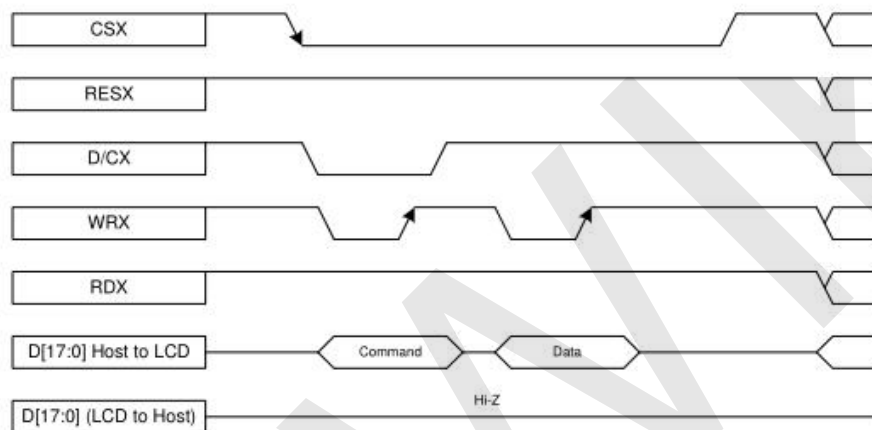 CSX
RESX
D/CX
WRX
RDX
D[17:0] Host to LCD
Command
Data
D[17:0] (LCD to Host)
Hi-Z